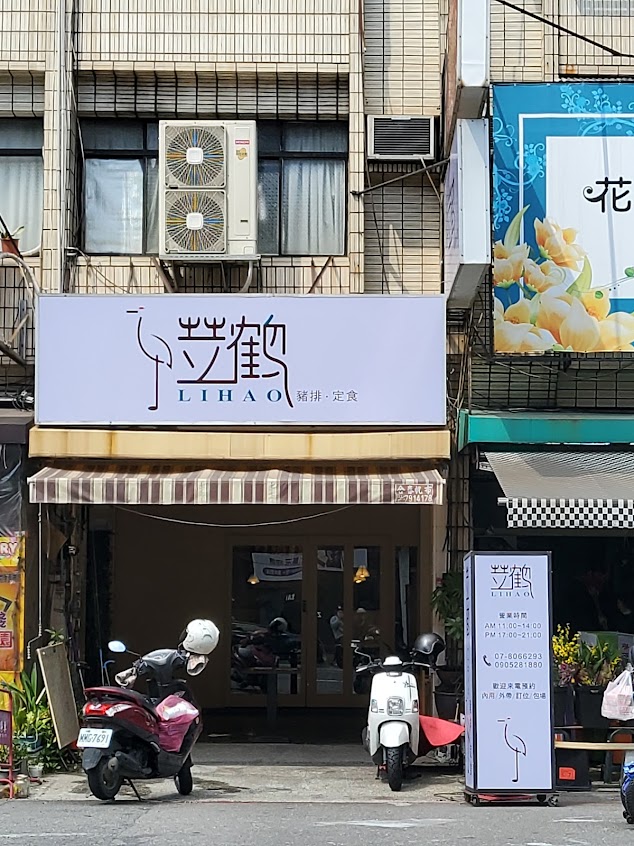 花
苙鶴
LIHAO
豬排·定食
苙鶴
LIHAO
營業時間
AM 11:00~14:00
PM 17:00~21:00
07-8066293
0905281880
歡迎來電預約
內用/外帶/訂位/包場